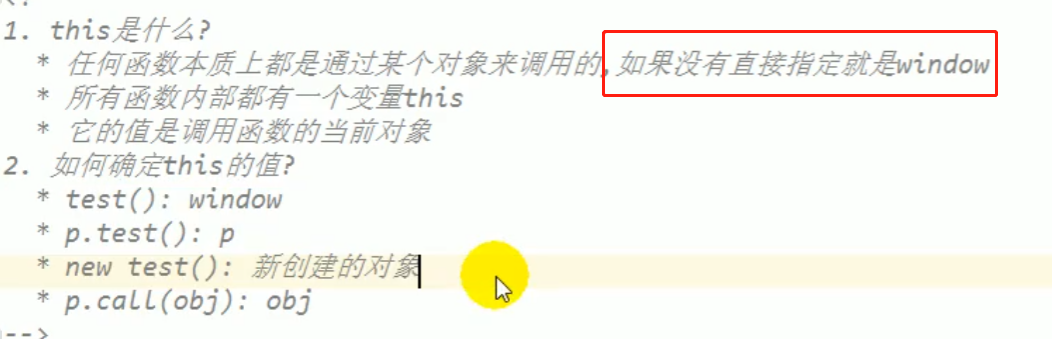 1. this是什么?
* 任何函数本质上都是通过某个对象来调用的,如果没有直接指定就是window
* 所有函数内部都有一个变量this
* 它的值是调用函数的当前对象
2. 如何确定this的值?
* test(): window
* p.test(): p
* new test(): 新创建的对象
* p.call(obj): obj
-->